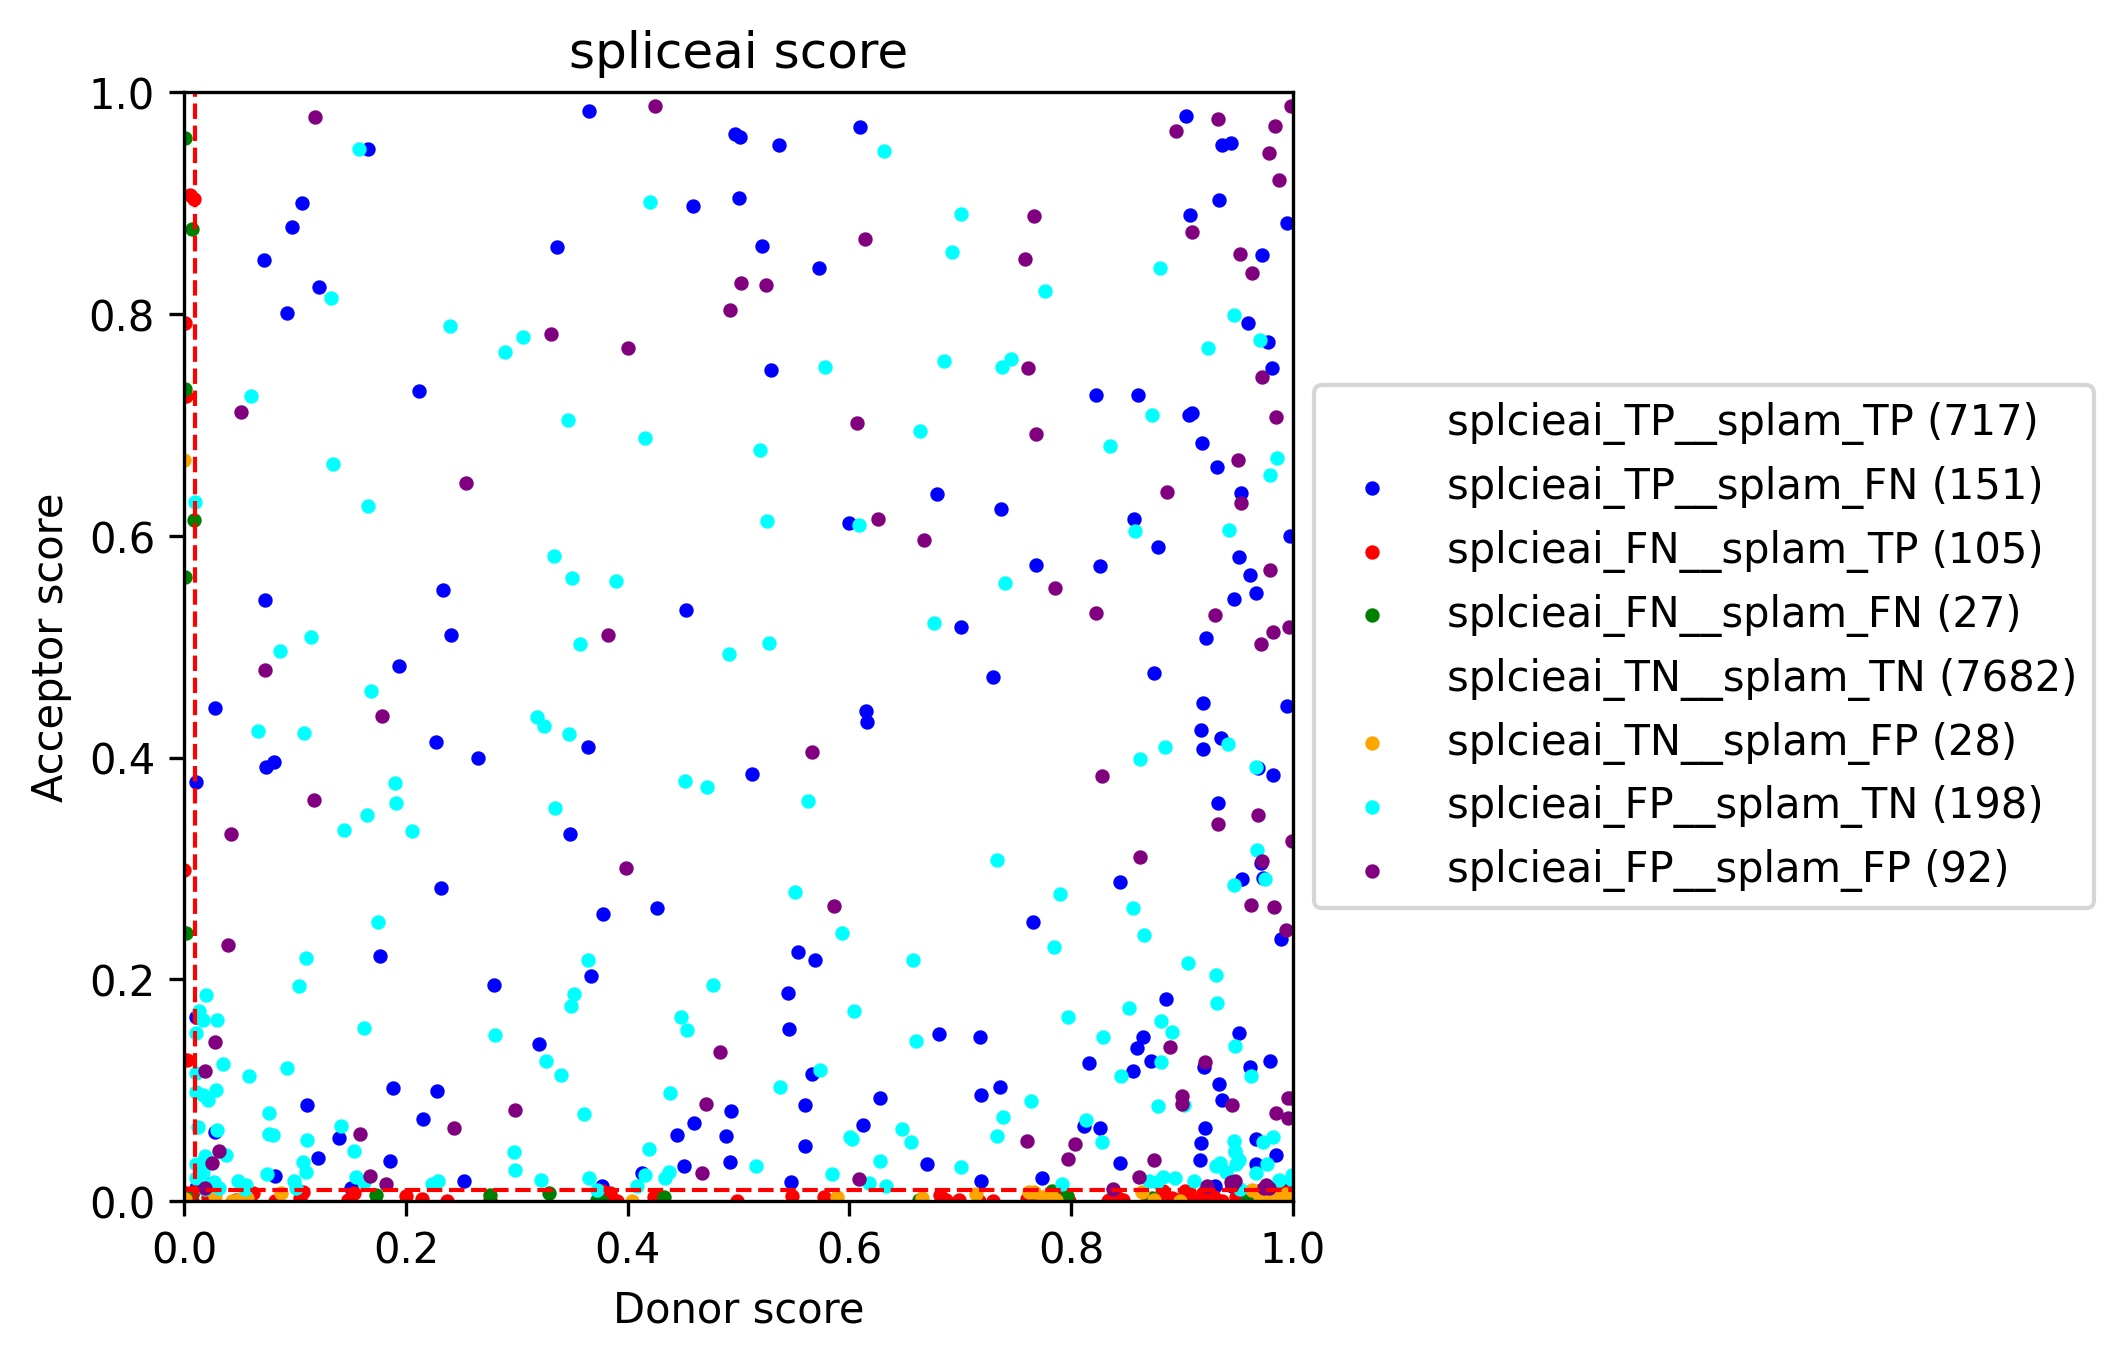 spliceai score
1.0
0.8
0.6
0.4
0.2
0.0
Acceptor score
0.0 0.2 0.4 0.6 0.8 1.0
Donor score
splcieai_TP__splam_TP (717)
splcieai_TP__splam_FN (151)
splcieai_FN__splam_TP (105)
splcieai_FN__splam_FN (27)
splcieai_TN__splam_TN (7682)
splcieai_TN__splam_FP (28)
splcieai_FP__splam_TN (198)
splcieai_FP__splam_FP (92)